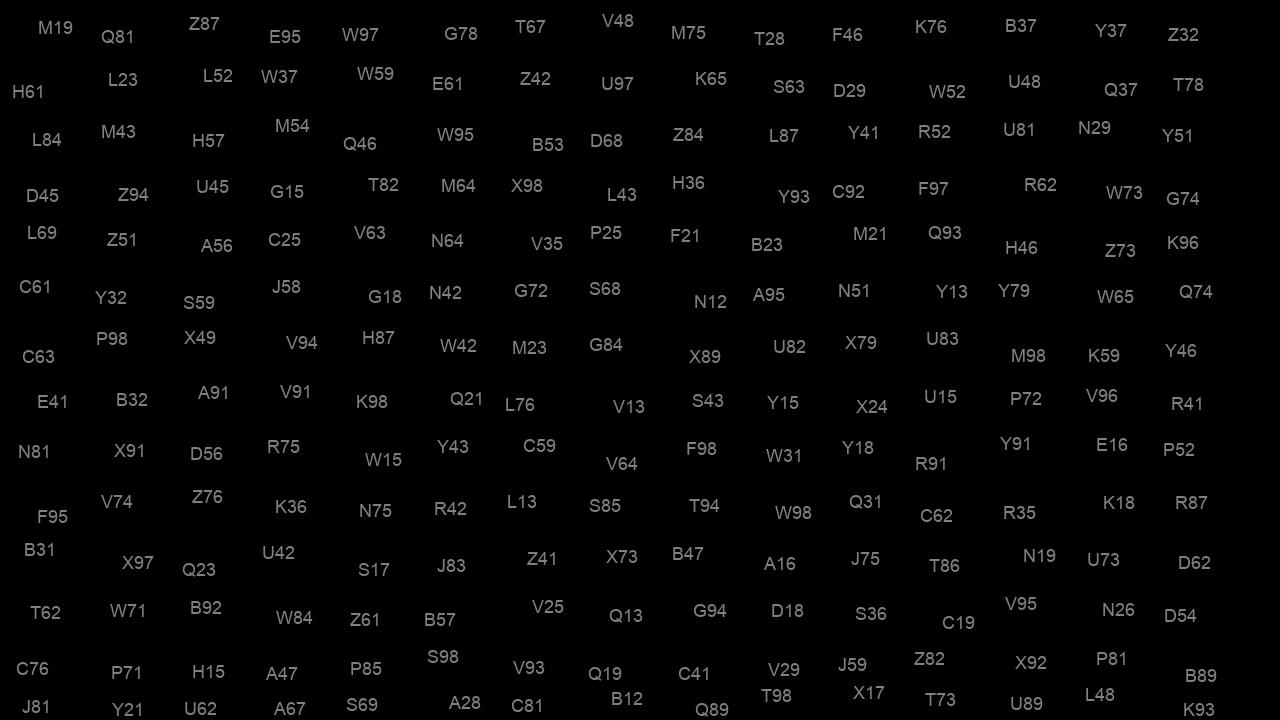 M19 Q81 Z87 E95 W97 G78 T67 V48 M75 T28 F46 K76 B37 Y37 Z32
H61 L23 L52 W37 W59 E61 Z42 U97 K65 S63 D29 W52 U48 Q37 T78
L84 M43 H57 M54 Q46 W95 B53 D68 Z84 L87 Y41 R52 U81 N29 Y51
D45 Z94 U45 G15 T82 M64 X98 L43 H36 Y93 C92 F97 R62 W73 G74
L69 Z51 A56 C25 V63 N64 V35 P25 F21 B23 M21 Q93 H46 Z73 K96
C61 Y32 S59 J58 G18 N42 G72 S68 N12 A95 N51 Y13 Y79 W65 Q74
C63 P98 X49 V94 H87 W42 M23 G84 X89 U82 X79 U83 M98 K59 Y46
E41 B32 A91 V91 K98 Q21 L76 V13 S43 Y15 X24 U15 P72 V96 R41
N81 X91 D56 R75 W15 Y43 C59 V64 F98 W31 Y18 R91 Y91 E16 P52
F95 V74 Z76 K36 N75 R42 L13 S85 T94 W98 Q31 C62 R35 K18 R87
B31 X97 Q23 U42 S17 J83 Z41 X73 B47 A16 J75 T86 N19 U73 D62
T62 W71 B92 W84 Z61 B57 V25 Q13 G94 D18 S36 C19 V95 N26 D54
C76 P71 H15 A47 P85 S98 V93 Q19 C41 V29 J59 Z82 X92 P81 B89
J81 Y21 U62 A67 S69 A28 C81 B12 Q89 T98 X17 T73 U89 L48 K93